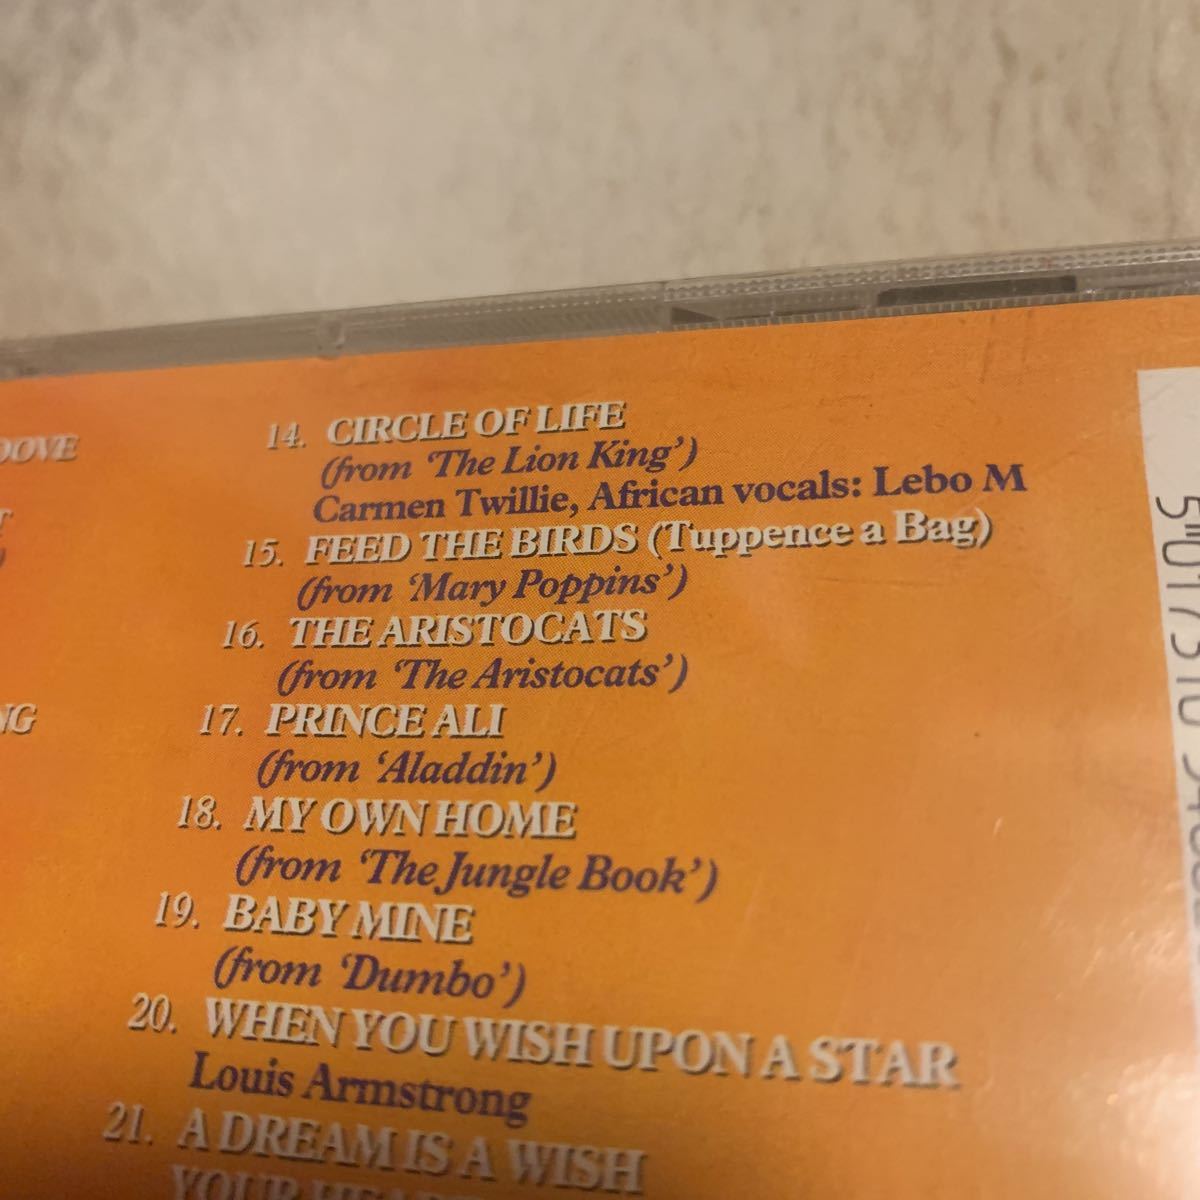 14. CIRCLE OF LIFE
(from 'The Lion King')
Carmen Twillie, African vocals: Lebo M
15. FEED THE BIRDS (Tuppence a Bag)
(from 'Mary Poppins')
16. THE ARISTOCATS
(from 'The Aristocats')
17. PRINCE ALI
(from 'Aladdin')
18. MY OWN HOME
(from 'The Jungle Book')
19. BABY MINE
(from 'Dumbo')
20. WHEN YOU WISH UPON A STAR
Louis Armstrong
21. A DREAM IS A WISH
YOUR